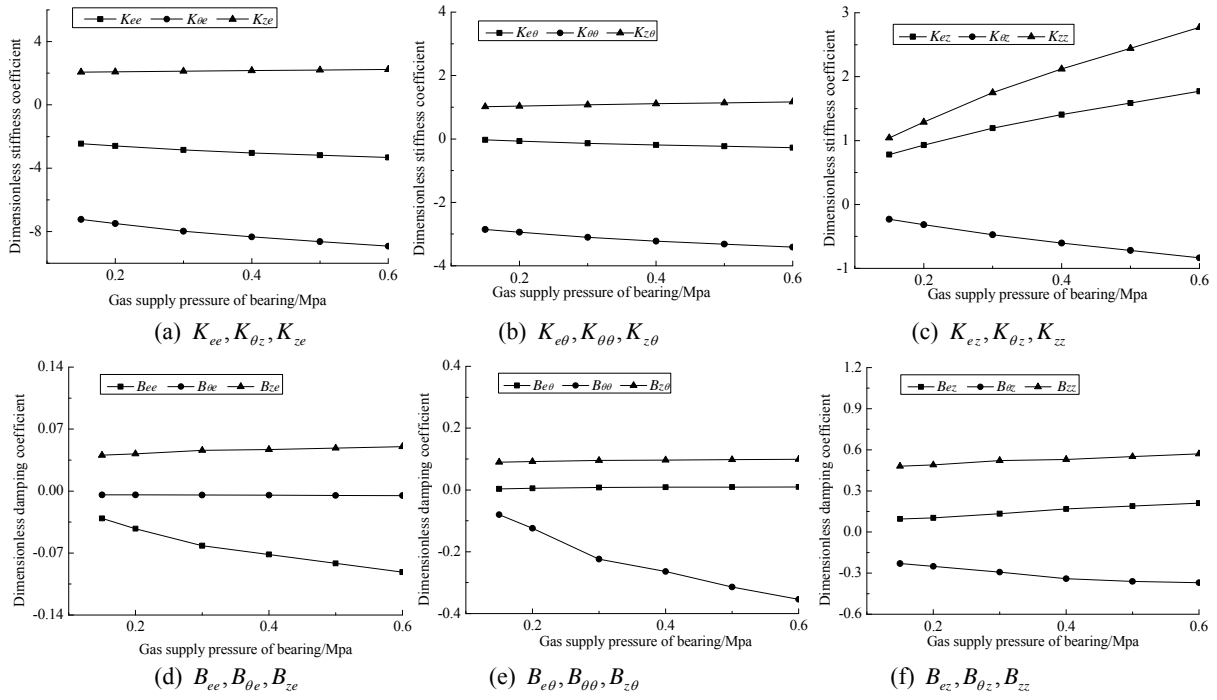 Kee Kθe Kze
Dimensionless stiffness coefficient
4
0
-4
-8
0.2 0.4 0.6
Gas supply pressure of bearing/Mpa
(a) Kee, Kθz, Kze
Keθ Kθθ Kzθ
Dimensionless stiffness coefficient
4
2
0
-2
-4
0.2 0.4 0.6
Gas supply pressure of bearing/Mpa
(b) Keθ, Kθθ, Kzθ
Kez Kθz Kzz
Dimensionless stiffness coefficient
3
2
1
0
-1
0.2 0.4 0.6
Gas supply pressure of bearing/Mpa
(c) Kez, Kθz, Kzz
Bee Bθe Bze
Dimensionless damping coefficient
0.14
0.07
0.00
-0.07
-0.14
0.2 0.4 0.6
Gas supply pressure of bearing/Mpa
(d) Bee, Bθe, Bze
Beθ Bθθ Bzθ
Dimensionless damping coefficient
0.4
0.2
0.0
-0.2
-0.4
0.2 0.4 0.6
Gas supply pressure of bearing/Mpa
(e) Beθ, Bθθ, Bzθ
Bez Bθz Bzz
Dimensionless damping coefficient
1.2
0.9
0.6
0.3
0.0
-0.3
-0.6
0.2 0.4 0.6
Gas supply pressure of bearing/Mpa
(f) Bez, Bθz, Bzz